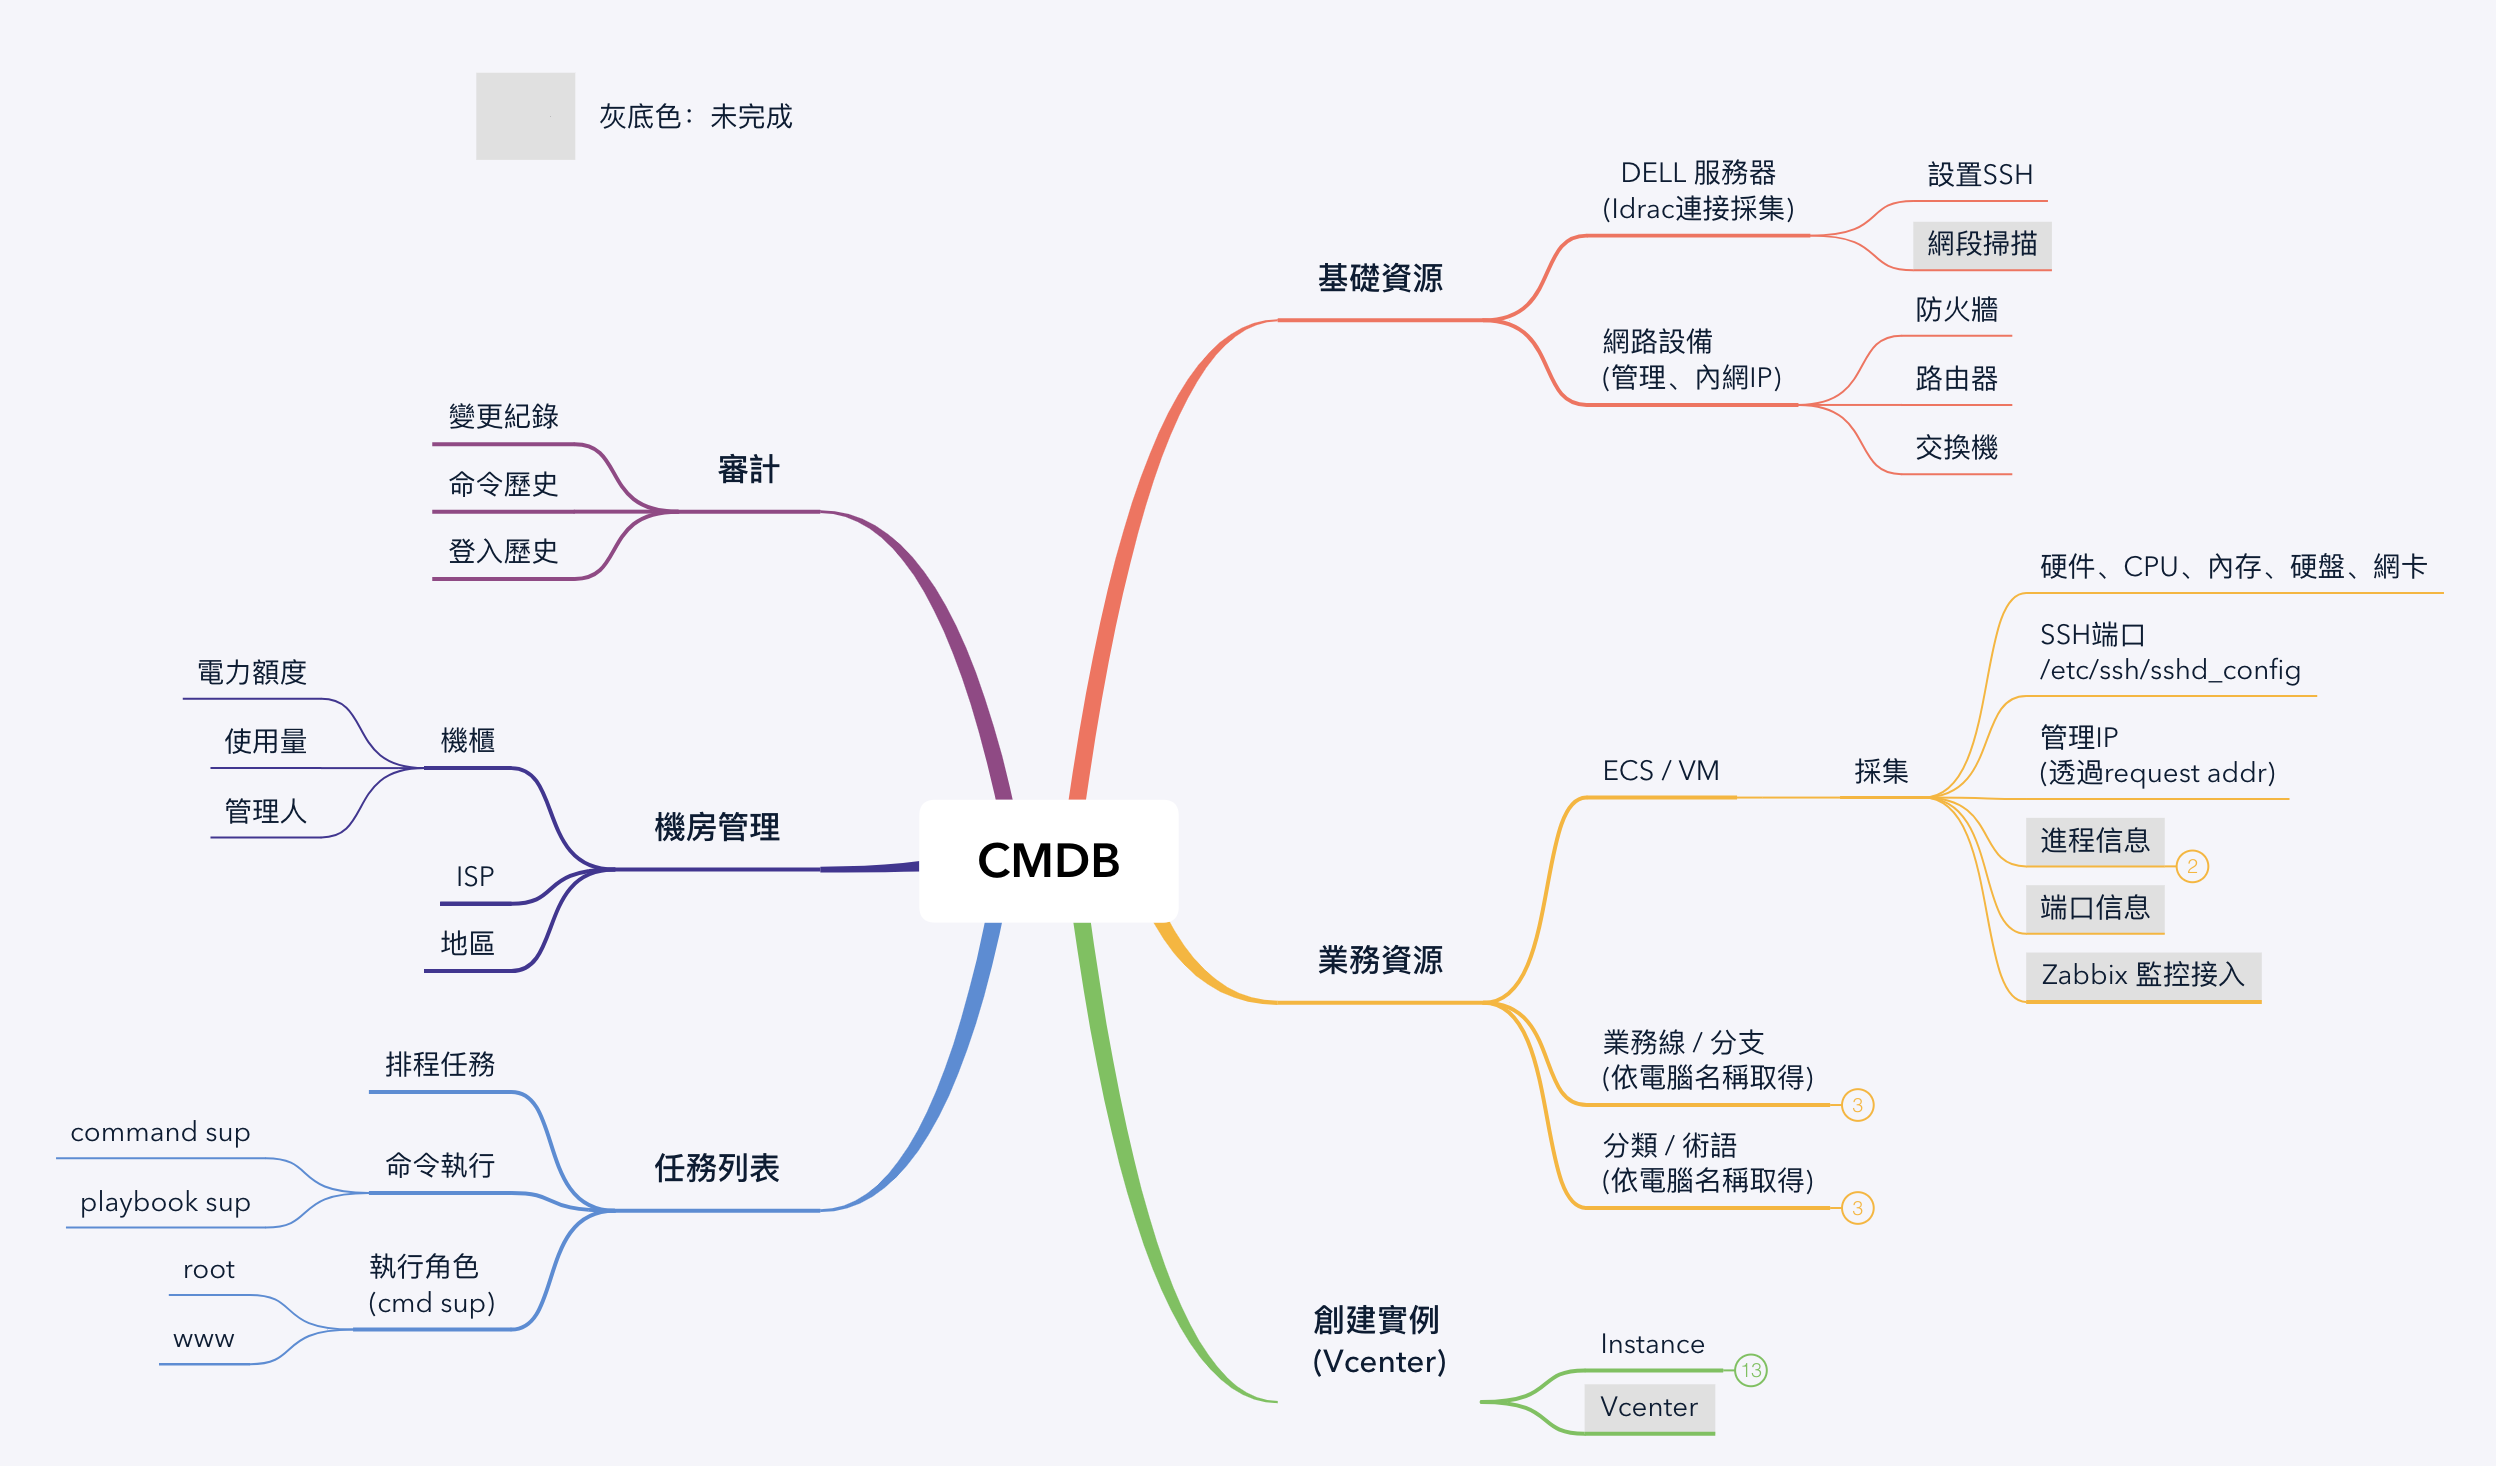 灰底色：未完成
CMDB
基礎資源
DELL 服務器
(Idrac連接採集)
設置SSH
網段掃描
網路設備
(管理、內網IP)
防火牆
路由器
交換機
業務資源
ECS / VM
採集
硬件、CPU、內存、硬盤、網卡
SSH端口
/etc/ssh/sshd_config
管理IP
(透過request addr)
進程信息
2
端口信息
Zabbix 監控接入
業務線 / 分支
(依電腦名稱取得)
3
分類 / 術語
(依電腦名稱取得)
3
創建實例
(Vcenter)
Instance
13
Vcenter
審計
變更紀錄
命令歷史
登入歷史
機房管理
機櫃
電力額度
使用量
管理人
ISP
地區
任務列表
排程任務
命令執行
command sup
playbook sup
執行角色
(cmd sup)
root
www